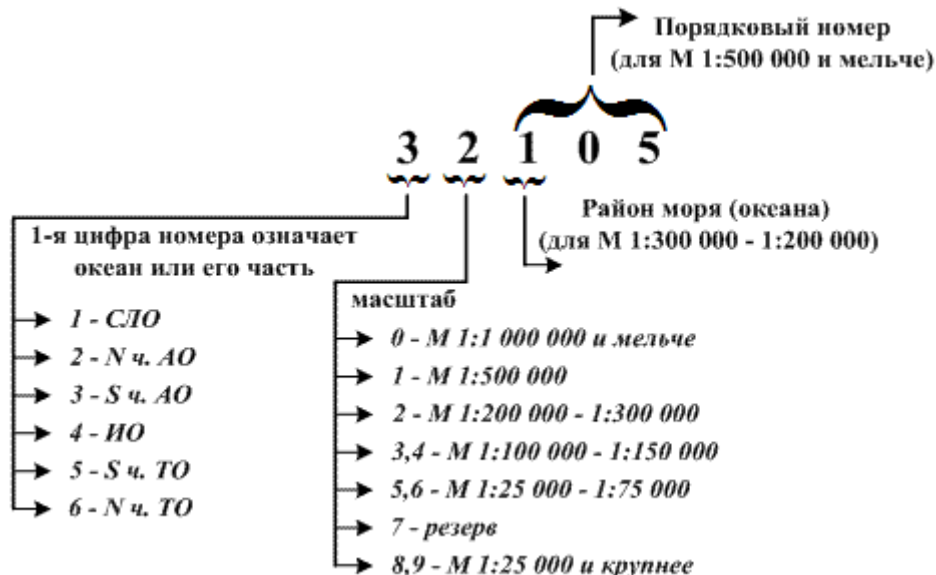 Порядковый номер
(для М 1:500 000 и мельче)
3 2 1 0 5
Район моря (океана)
(для М 1:300 000 - 1:200 000)
1-я цифра номера означает
океан или его часть
1 - СЛО
2 - N ч. АО
3 - S ч. АО
4 - ИО
5 - S ч. ТО
6 - N ч. ТО
масштаб
0 - М 1:1 000 000 и мельче
1 - М 1:500 000
2 - М 1:200 000 - 1:300 000
3,4 - М 1:100 000 - 1:150 000
5,6 - М 1:25 000 - 1:75 000
7 - резерв
8,9 - М 1:25 000 и крупнее